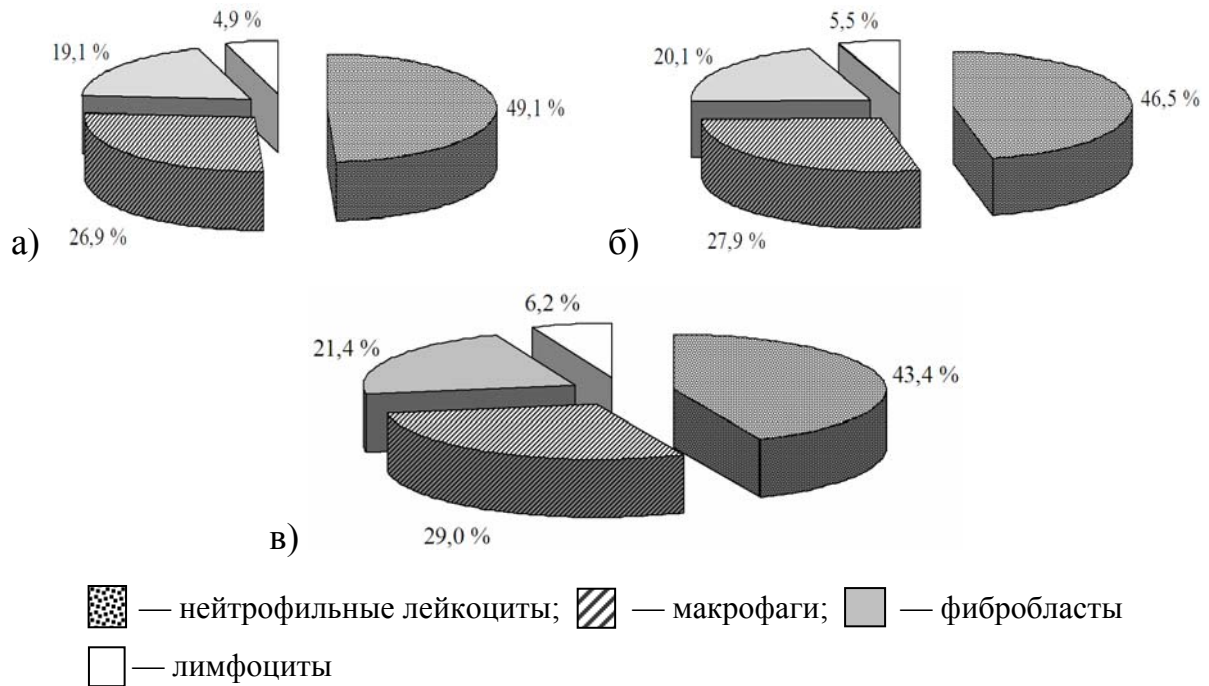 4,9 %
19,1 %
49,1 %
26,9 %
а)
5,5 %
20,1 %
46,5 %
27,9 %
б)
6,2 %
21,4 %
43,4 %
29,0 %
в)
— нейтрофильные лейкоциты; — макрофаги; — фибробласты
— лимфоциты